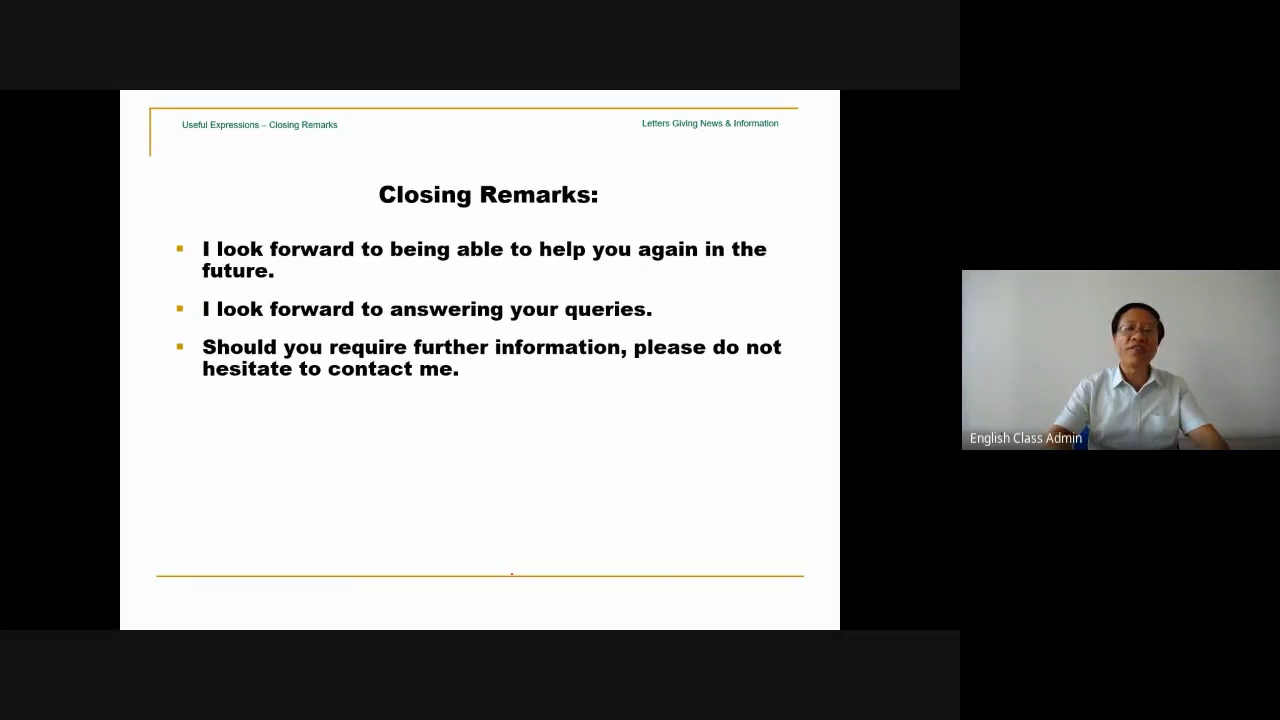 Useful Expressions – Closing Remarks
Letters Giving News & Information
Closing Remarks:
I look forward to being able to help you again in the
future.
I look forward to answering your queries.
Should you require further information, please do not
hesitate to contact me.
English Class Admin